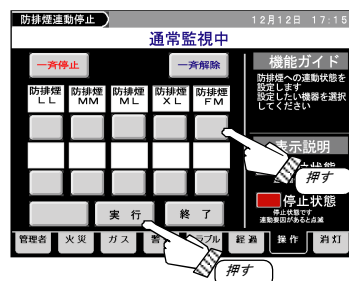 防排煙連動停止
12月12日 17:15
通常監視中
一斉停止
一斉解除
防排煙 防排煙 防排煙 防排煙 防排煙
LL MM ML XL FM
機能ガイド
防排煙への連動状態を
設定します
設定したい機器を選択
してください
表示説明
状態
押す
停止状態
停止状態です
連動要因があると点滅
実行
終了
管理者 火災 ガス ラブル 経過 操作 消灯
押す